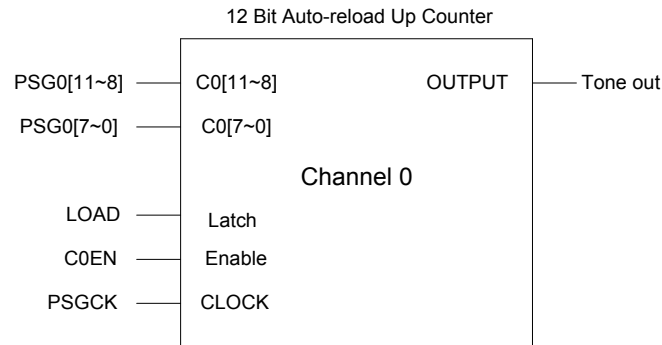 12 Bit Auto-reload Up Counter
PSG0[11~8] C0[11~8] OUTPUT Tone out
PSG0[7~0] C0[7~0]
Channel 0
LOAD Latch
C0EN Enable
PSGCK CLOCK